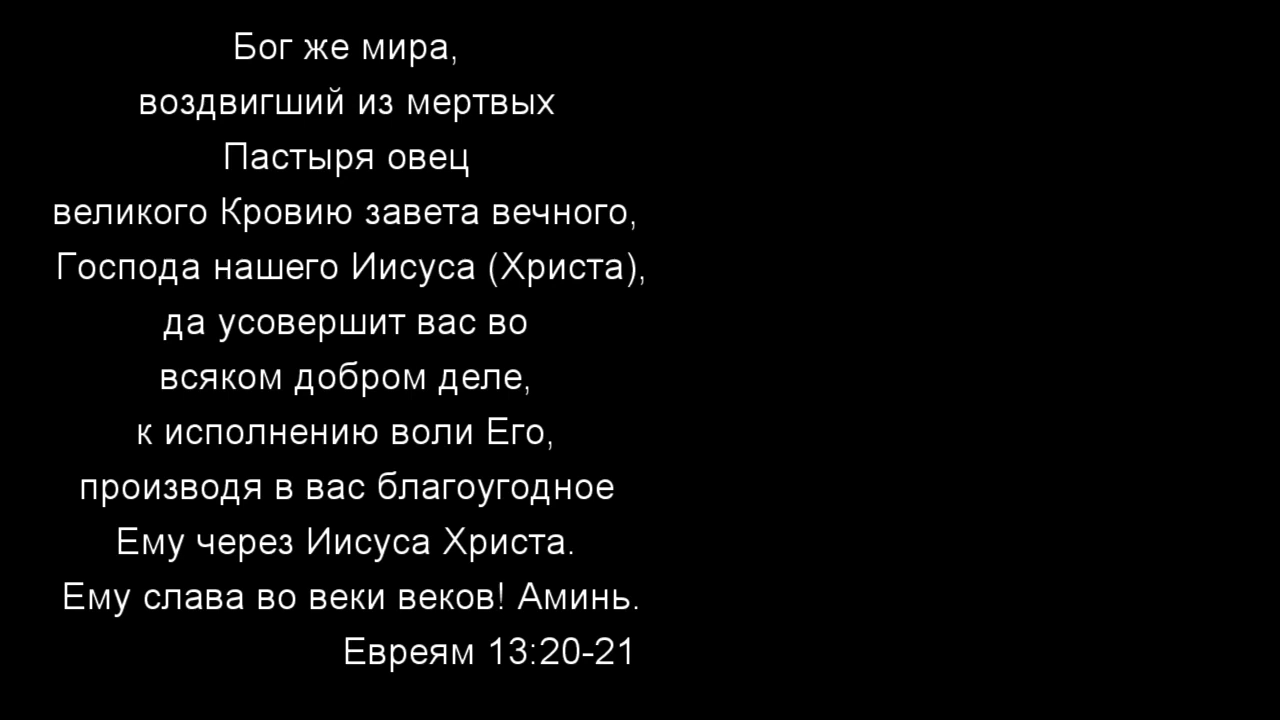 Бог же мира,
воздвигший из мертвых
Пастыря овец
великого Кровию завета вечного,
Господа нашего Иисуса (Христа),
да усовершит вас во
всяком добром деле,
к исполнению воли Его,
производя в вас благоугодное
Ему через Иисуса Христа.
Ему слава во веки веков! Аминь.
Евреям 13:20-21